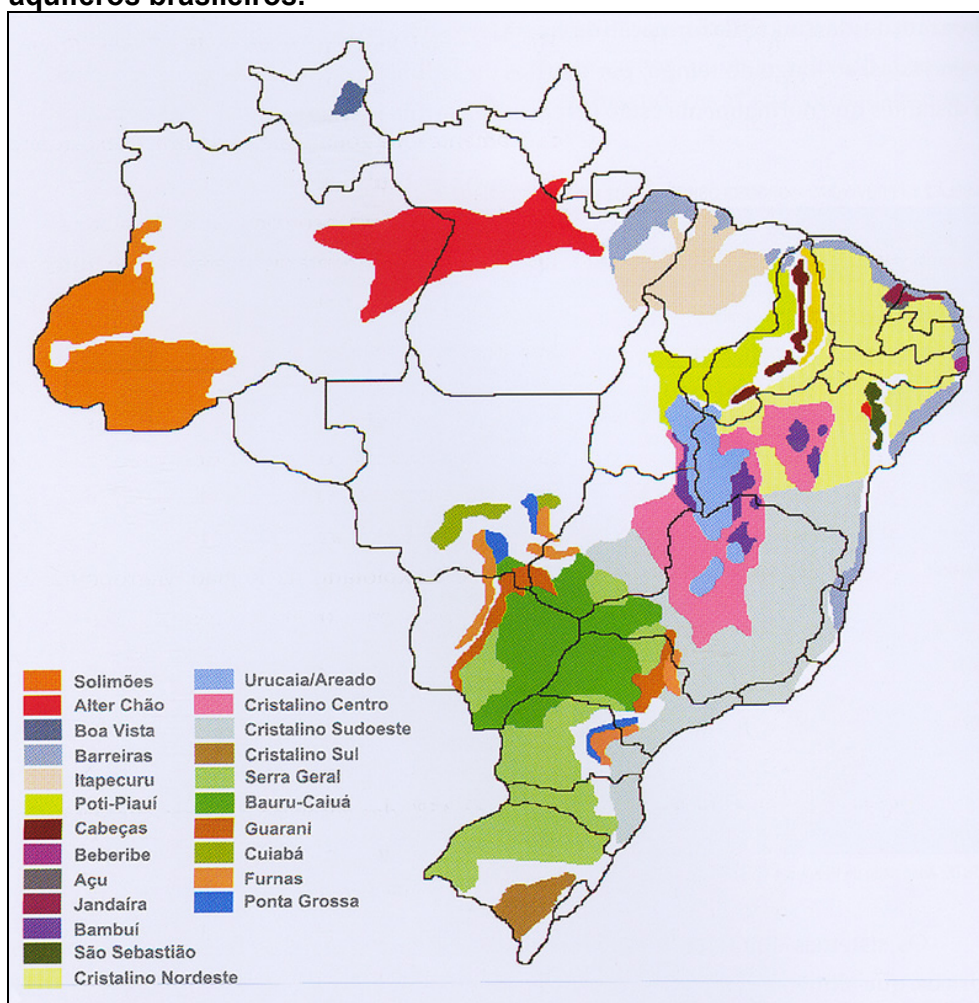 aquíferos brasileiros.
Solimões
Alter Chão
Boa Vista
Barreiras
Itapecuru
Poti-Piauí
Cabeças
Beberibe
Açu
Jandaíra
Bambuí
São Sebastião
Cristalino Nordeste
Urucaia/Areado
Cristalino Centro
Cristalino Sudoeste
Cristalino Sul
Serra Geral
Bauru-Caiuá
Guarani
Cuiabá
Furnas
Ponta Grossa